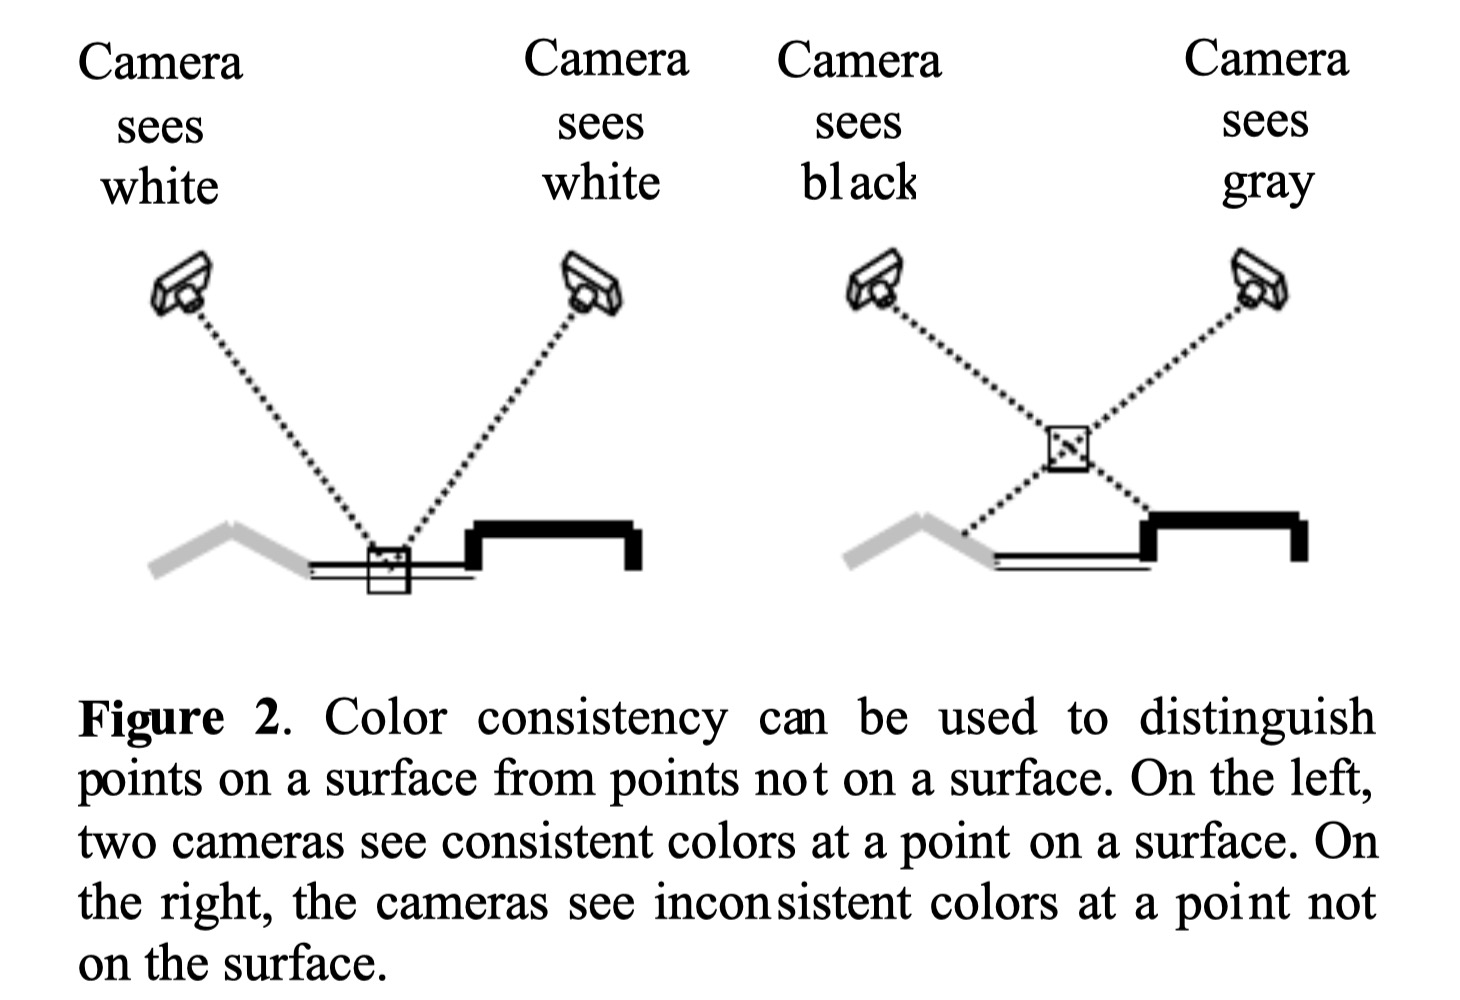 Camera sees white
Camera sees white
Camera sees black
Camera sees gray
Figure 2. Color consistency can be used to distinguish
points on a surface from points not on a surface. On the left,
two cameras see consistent colors at a point on a surface. On
the right, the cameras see inconsistent colors at a point not
on the surface.